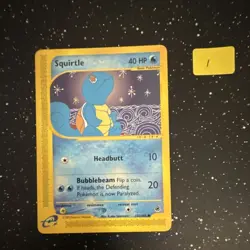 Squirtle
40 HP
Headbutt
10
Bubblebeam Flip a coin.
If heads, the Defending
Pokémon is now Paralyzed.
20
e
1